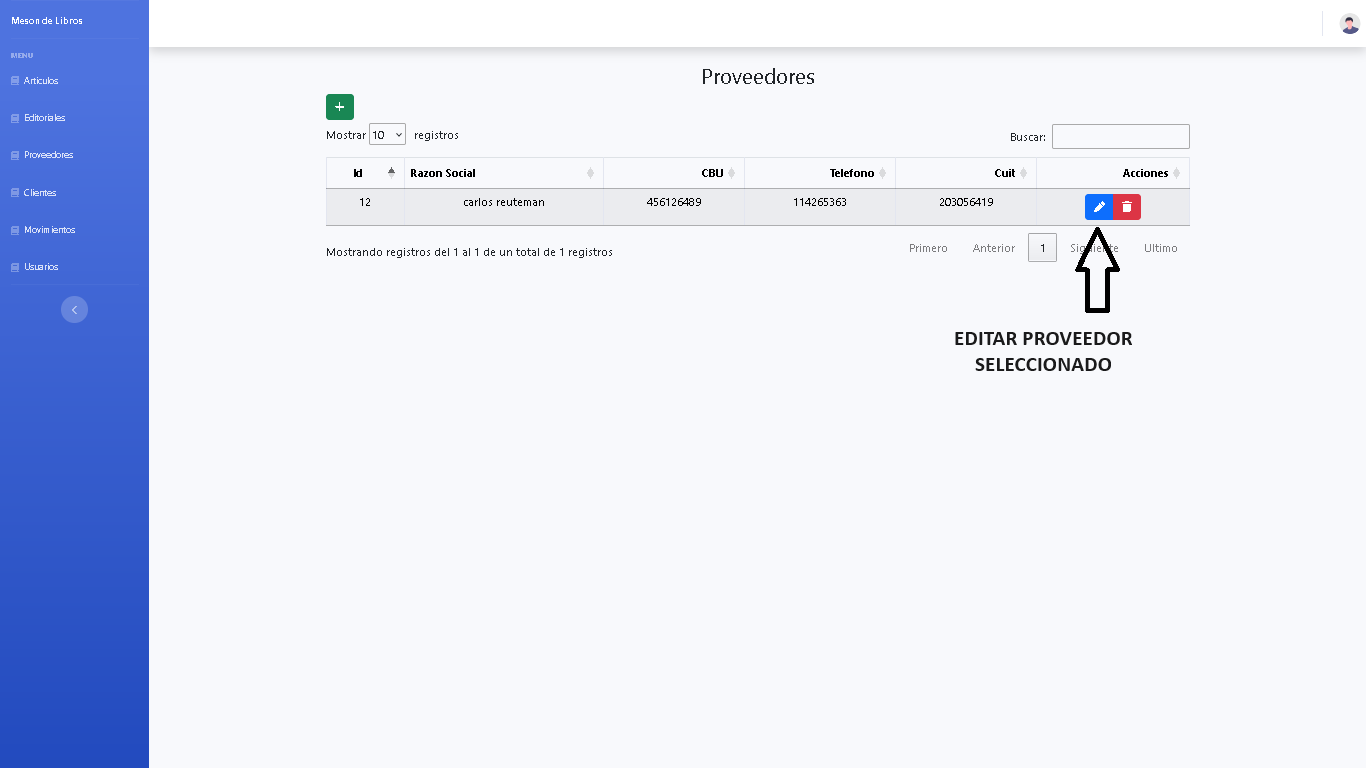 Meson de Libros
MENU
Articulos
Editoriales
Proveedores
Clientes
Movimientos
Usuarios
Proveedores
+
Mostrar 10 registros
Buscar:
Id Razon Social CBU Telefono Cuit Acciones
12 carlos reuteman 456126489 114265363 203056419
Mostrando registros del 1 al 1 de un total de 1 registros
Primero Anterior 1 Siguiente Ultimo
EDITAR PROVEEDOR
SELECCIONADO